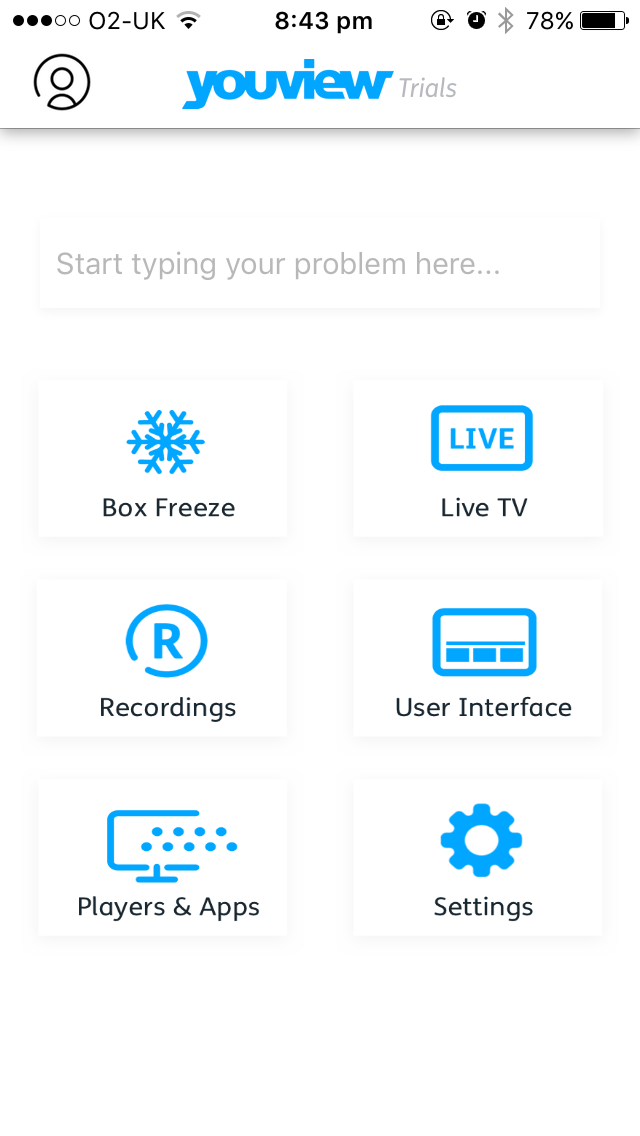 O2-UK 8:43 pm 78%
youview Trials
Start typing your problem here...
Box Freeze
LIVE
Live TV
R
Recordings
User Interface
Players & Apps
Settings